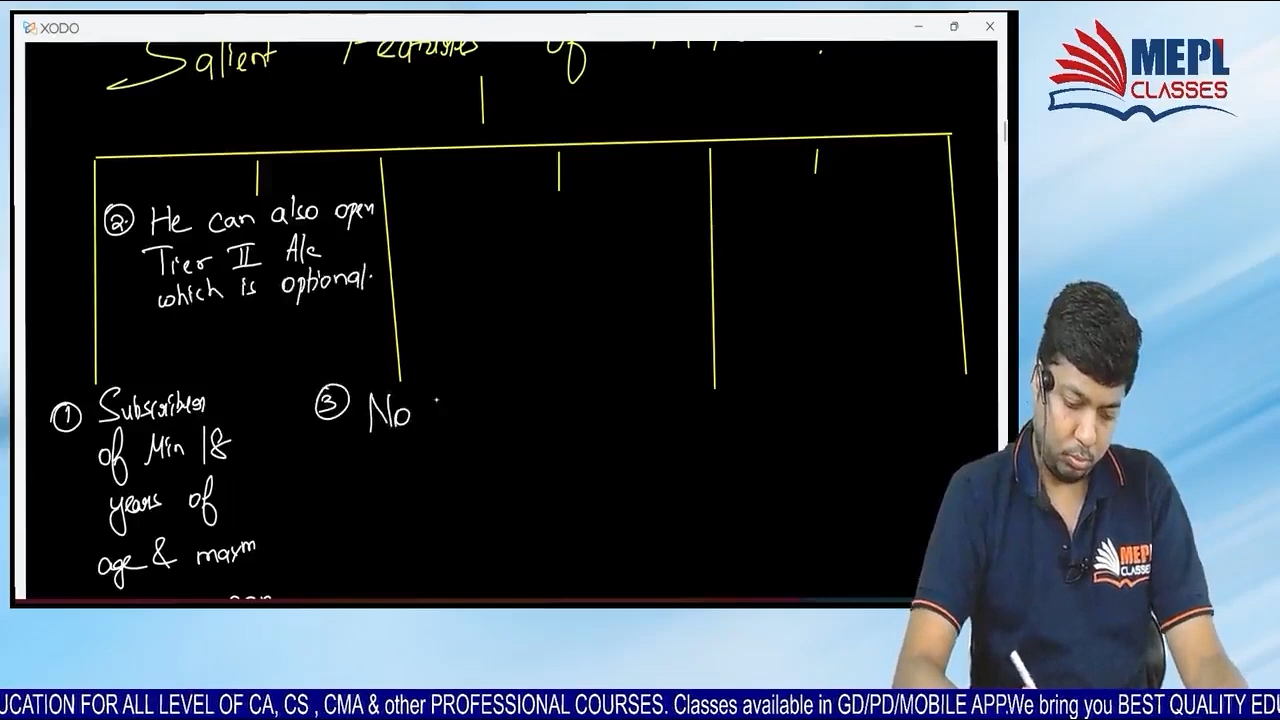 XODO
MEPL
CLASSES
Salient Features of
② He can also open
Tier II A/c
which is optional.
① Subscriber
of Min 18
years of
age & maxm
③ No
MEPL
CLASSES
UCATION FOR ALL LEVEL OF CA, CS , CMA & other PROFESSIONAL COURSES. Classes available in GD/PD/MOBILE APP.We bring you BEST QUALITY EDU